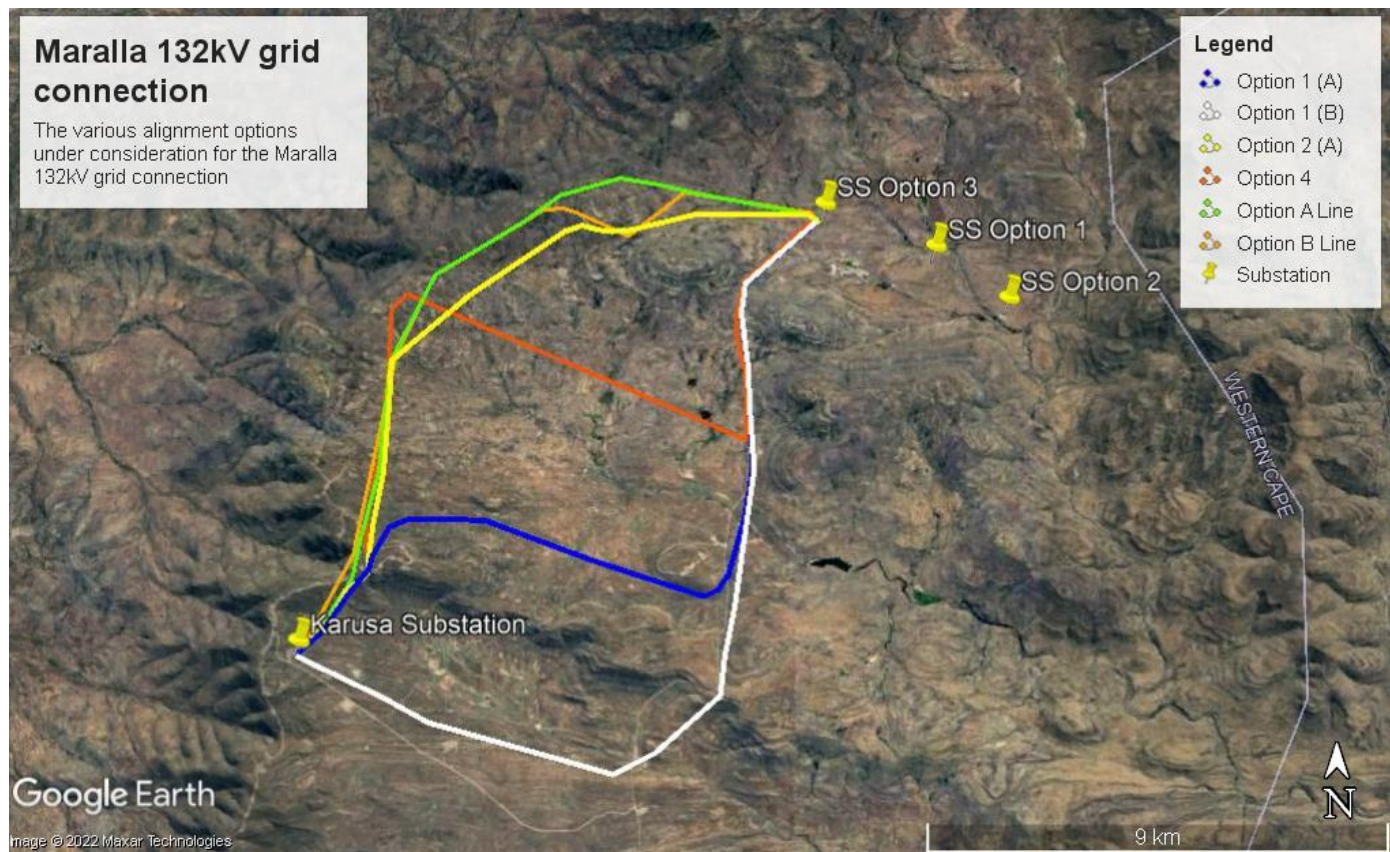 Maralla 132kV grid
connection
The various alignment options
under consideration for the Maralla
132kV grid connection
Legend
Option 1 (A)
Option 1 (B)
Option 2 (A)
Option 4
Option A Line
Option B Line
Substation
SS Option 3
SS Option 1
SS Option 2
WESTERN CAPE
Karusa Substation
Google Earth
N
mage © 2022 Maxar Technologies
9 km